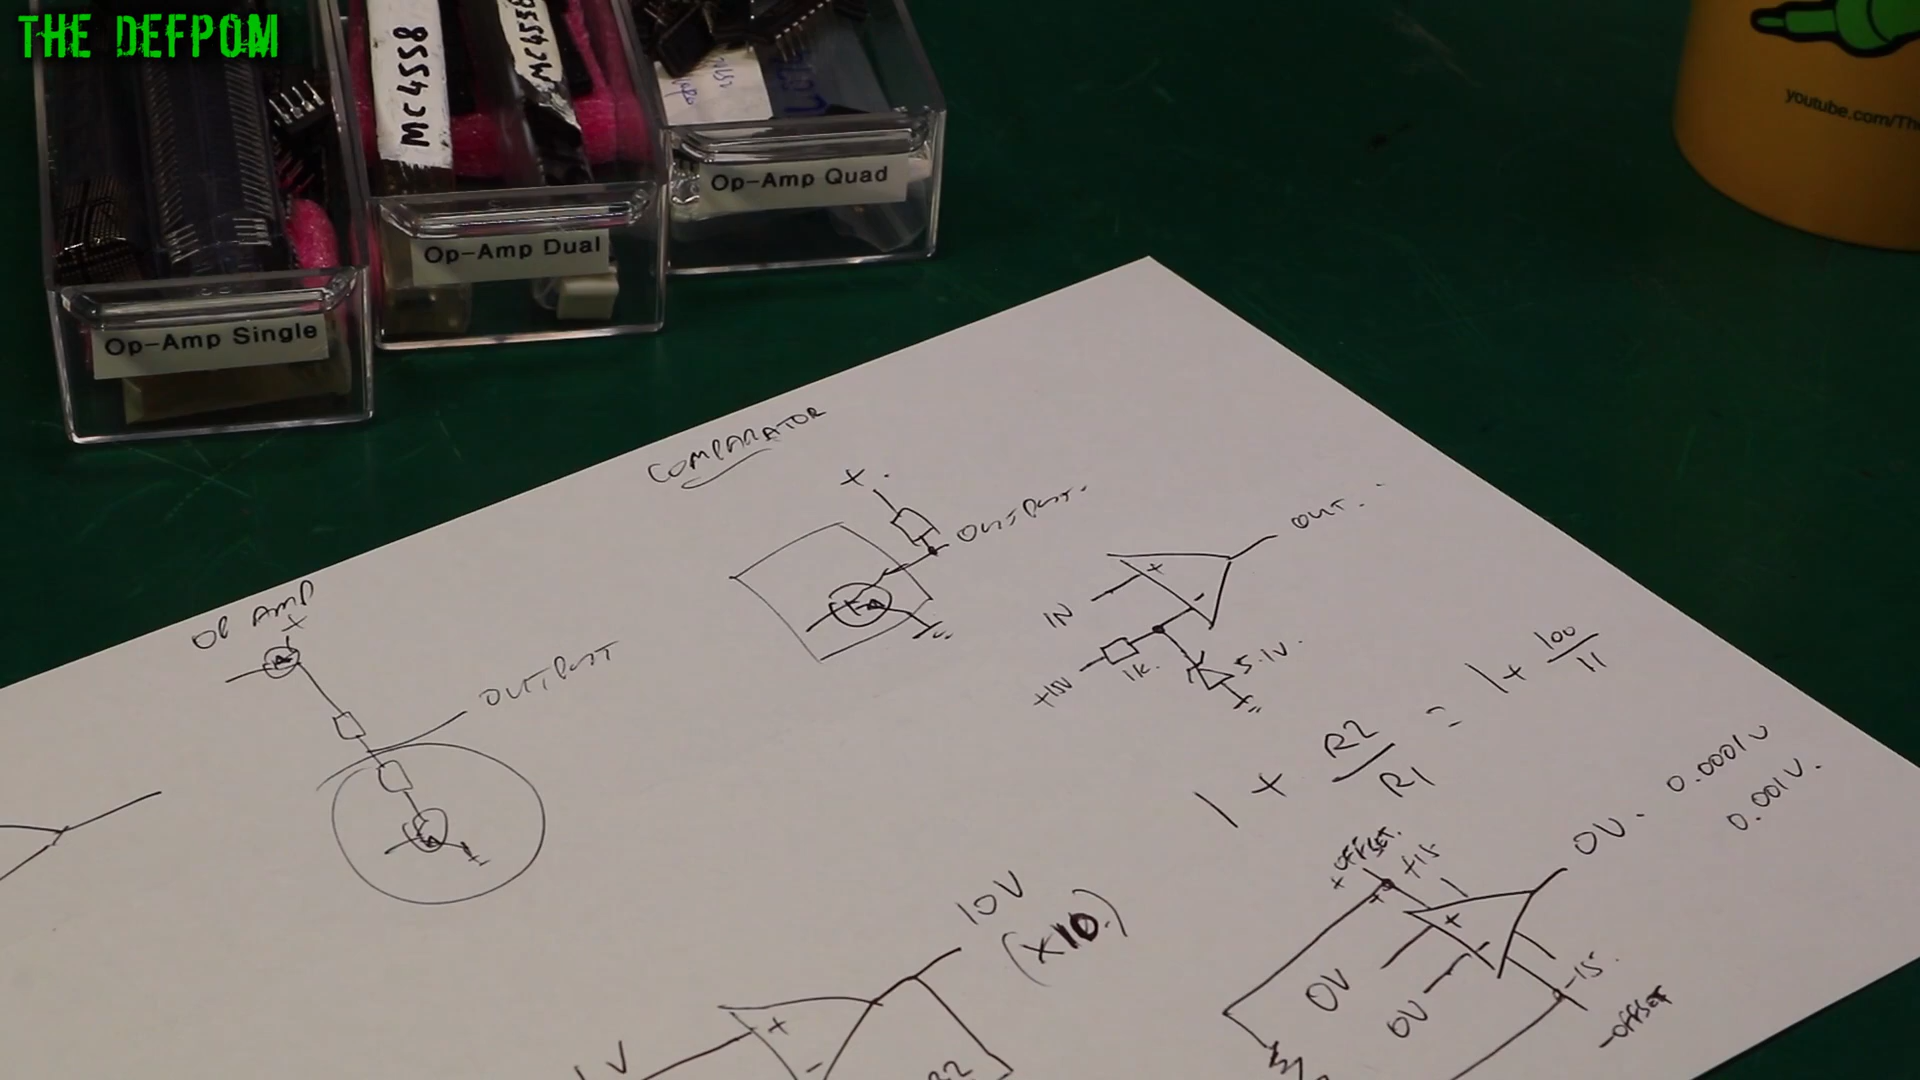 THE DEFPOM
MC4558
MC4558
youtube.com/The
Op-Amp Quad
Op-Amp Dual
Op-Amp Single
COMPARATOR
+
OUTPUT
OUT
+
-
IN
+15V
1K
5.1V
OP AMP
+
OUTPUT
1 + R2/R1 = 1 + 100/11
0V. 0.0001V
0.001V.
+OFFSET.
+15
+
-
0V
0V
-15
-OFFSET
10V
(X10)
1V
+
-
R2